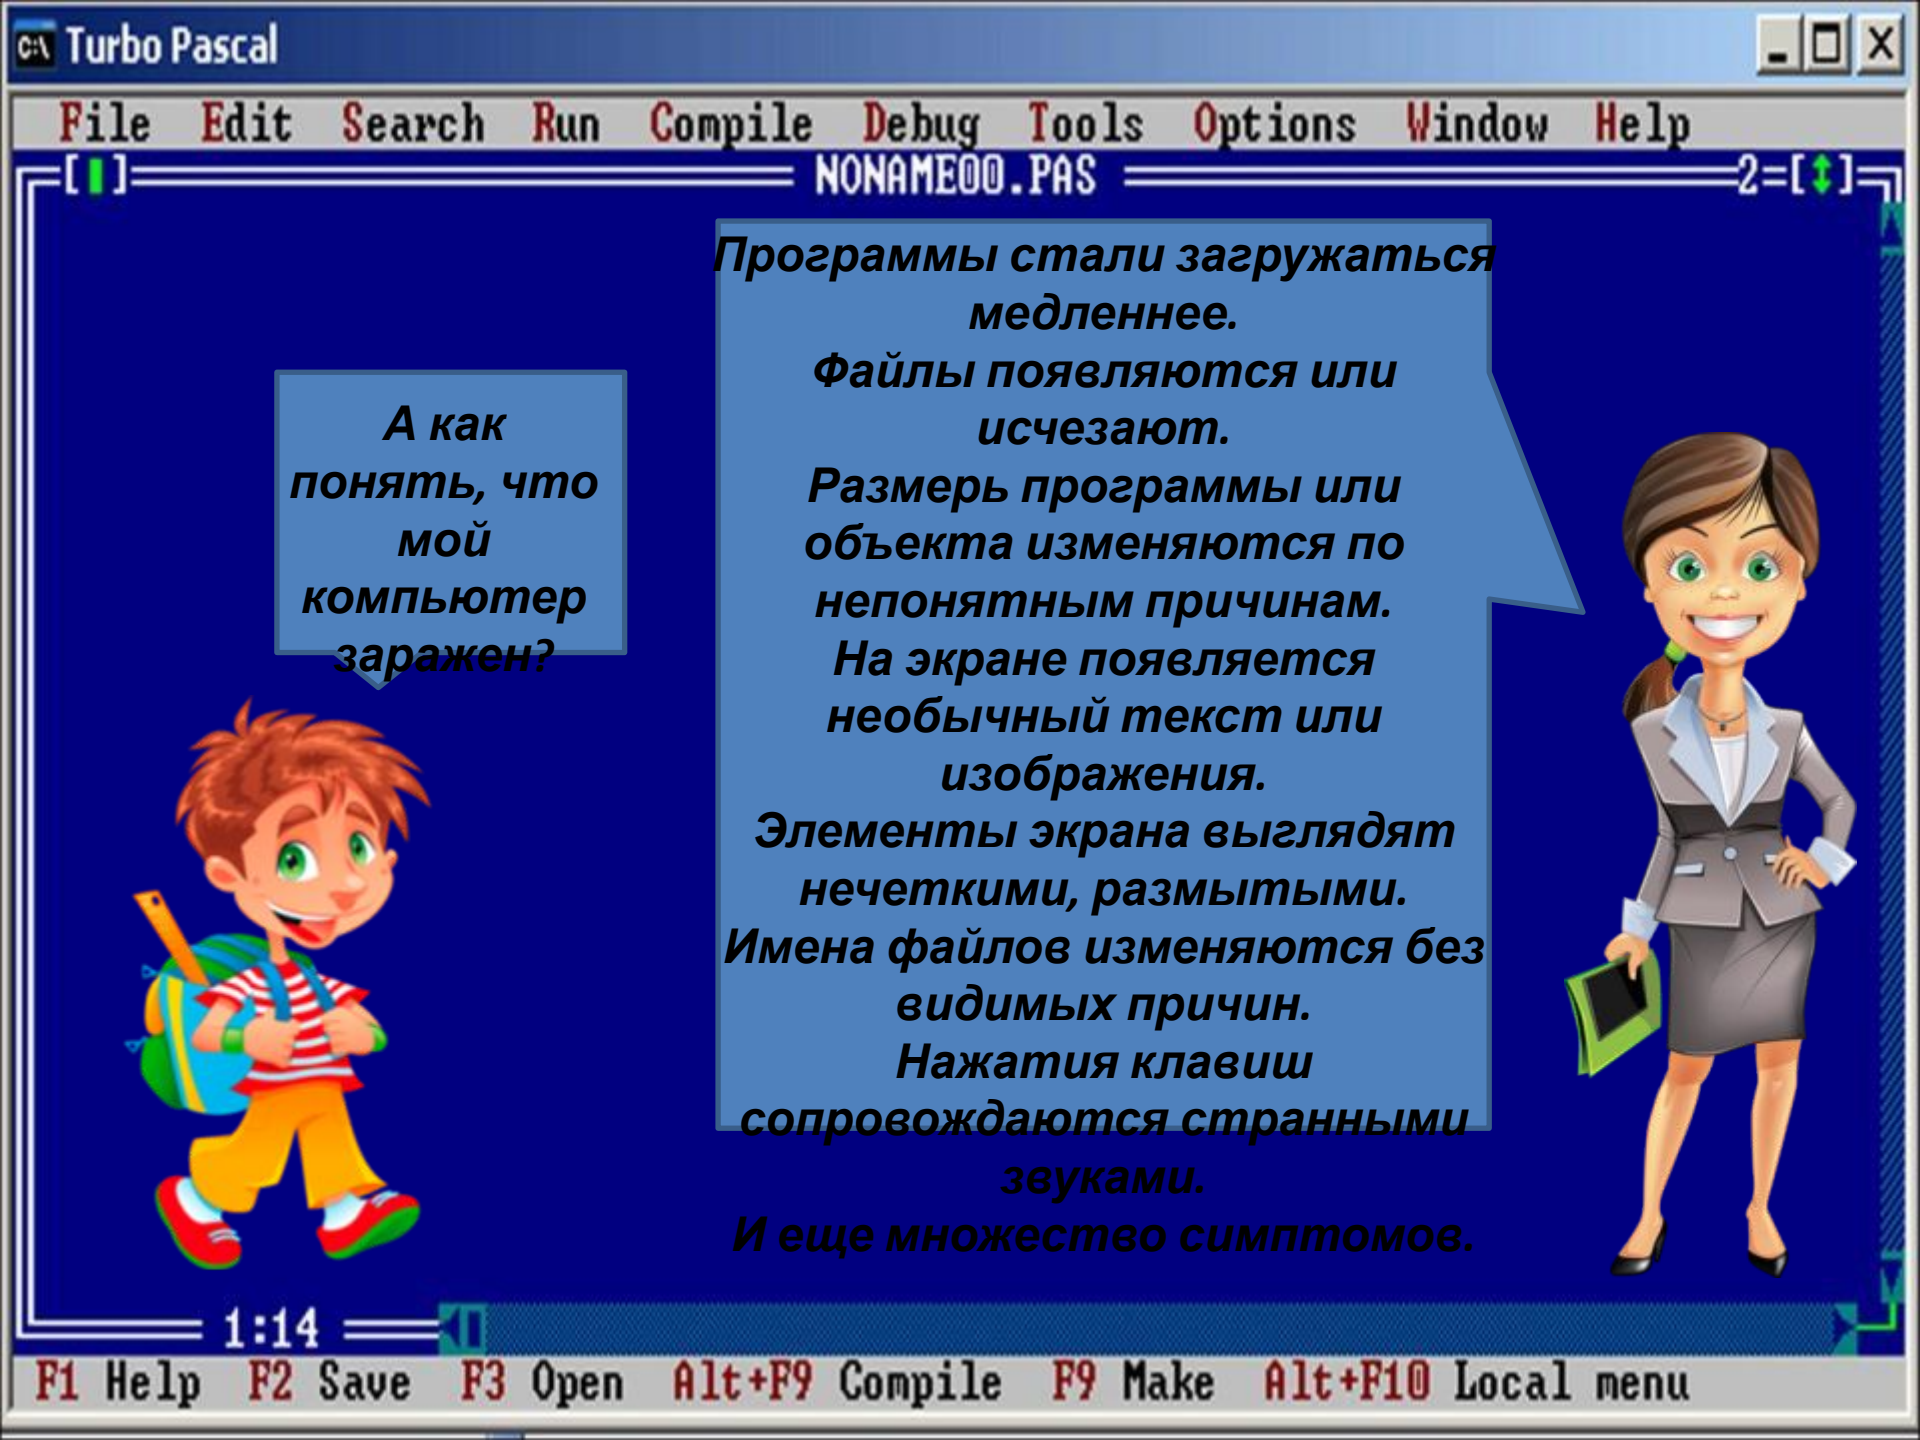 C:\ Turbo Pascal
File Edit Search Run Compile Debug Tools Options Window Help
NONAME00.PAS 2=[↕]
Программы стали загружаться
медленнее.
Файлы появляются или
исчезают.
Размерь программы или
объекта изменяются по
непонятным причинам.
На экране появляется
необычный текст или
изображения.
Элементы экрана выглядят
нечеткими, размытыми.
Имена файлов изменяются без
видимых причин.
Нажатия клавиш
сопровождаются странными
звуками.
И еще множество симптомов.
А как
понять, что
мой
компьютер
заражен?
1:14
F1 Help F2 Save F3 Open Alt+F9 Compile F9 Make Alt+F10 Local menu